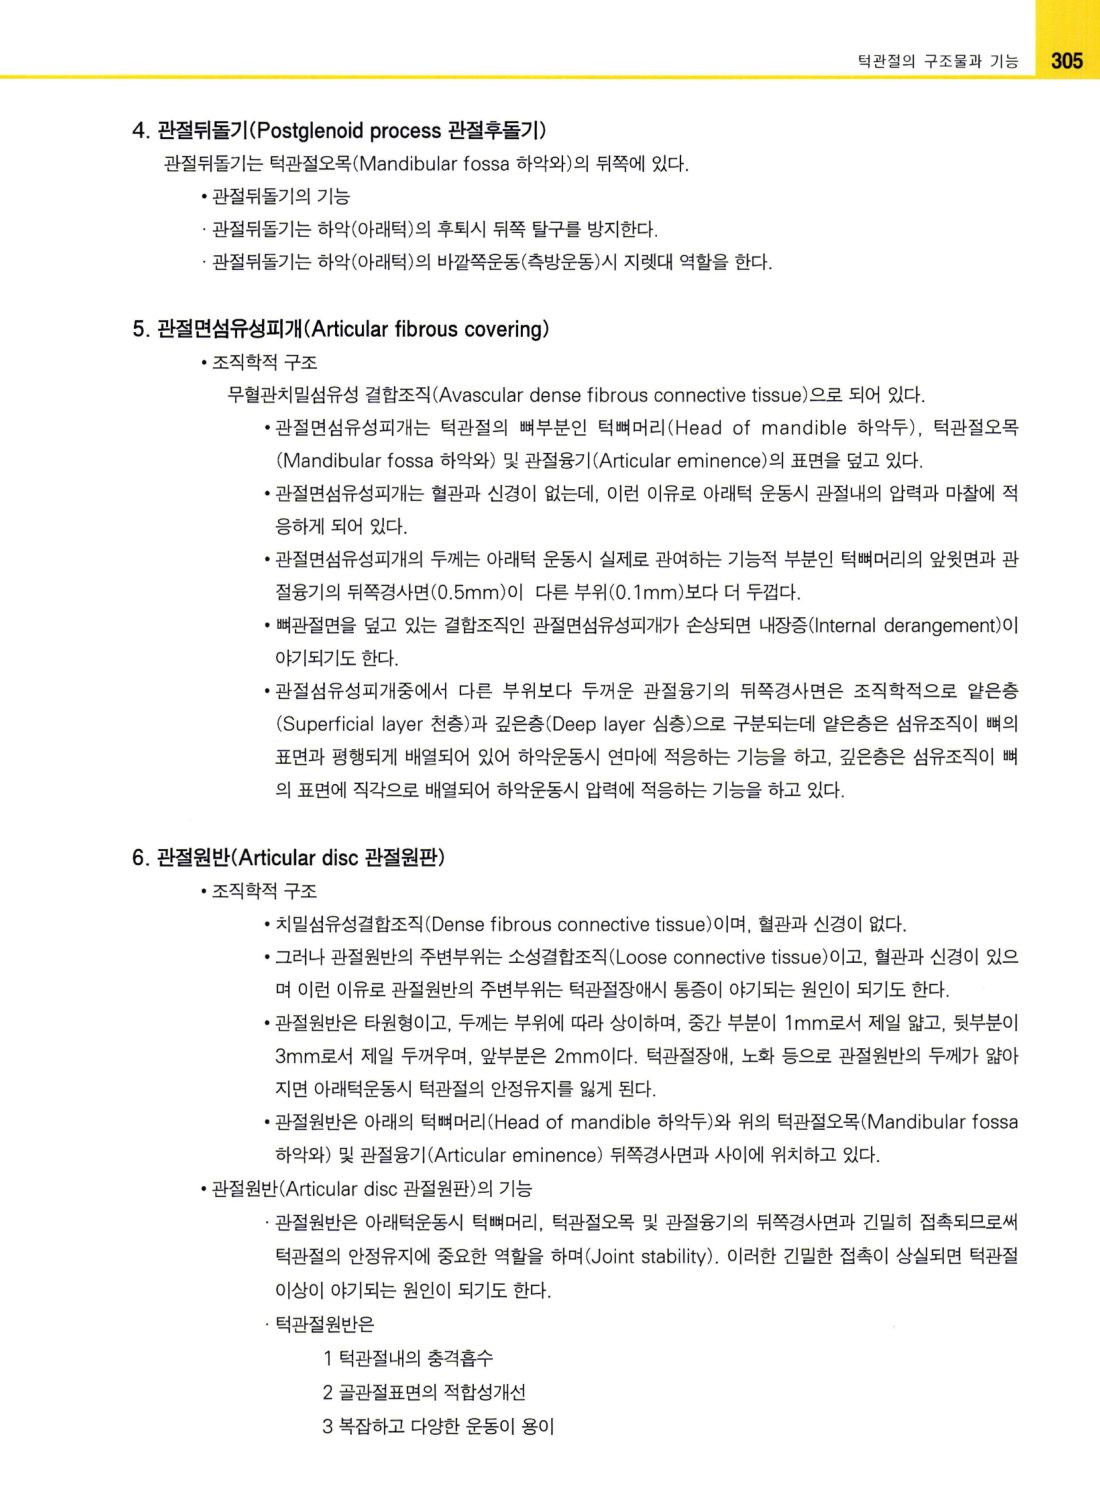 턱관절의 구조물과 기능 305
4. 관절뒤돌기(Postglenoid process 관절후돌기)
관절뒤돌기는 턱관절오목(Mandibular fossa 하악와)의 뒤쪽에 있다.
• 관절뒤돌기의 기능
· 관절뒤돌기는 하악(아래턱)의 후퇴시 뒤쪽 탈구를 방지한다.
· 관절뒤돌기는 하악(아래턱)의 바깥쪽운동(측방운동)시 지렛대 역할을 한다.
5. 관절면섬유성피개(Articular fibrous covering)
• 조직학적 구조
무혈관치밀섬유성 결합조직(Avascular dense fibrous connective tissue)으로 되어 있다.
• 관절면섬유성피개는 턱관절의 뼈부분인 턱뼈머리(Head of mandible 하악두), 턱관절오목
(Mandibular fossa 하악와) 및 관절융기(Articular eminence)의 표면을 덮고 있다.
• 관절면섬유성피개는 혈관과 신경이 없는데, 이런 이유로 아래턱 운동시 관절내의 압력과 마찰에 적
응하게 되어 있다.
• 관절면섬유성피개의 두께는 아래턱 운동시 실제로 관여하는 기능적 부분인 턱뼈머리의 앞윗면과 관
절융기의 뒤쪽경사면(0.5mm)이 다른 부위(0.1mm)보다 더 두껍다.
• 뼈관절면을 덮고 있는 결합조직인 관절면섬유성피개가 손상되면 내장증(Internal derangement)이
야기되기도 한다.
• 관절섬유성피개중에서 다른 부위보다 두꺼운 관절융기의 뒤쪽경사면은 조직학적으로 얕은층
(Superficial layer 천층)과 깊은층(Deep layer 심층)으로 구분되는데 얕은층은 섬유조직이 뼈의
표면과 평행되게 배열되어 있어 하악운동시 연마에 적응하는 기능을 하고, 깊은층은 섬유조직이 뼈
의 표면에 직각으로 배열되어 하악운동시 압력에 적응하는 기능을 하고 있다.
6. 관절원반(Articular disc 관절원판)
• 조직학적 구조
• 치밀섬유성결합조직(Dense fibrous connective tissue)이며, 혈관과 신경이 없다.
• 그러나 관절원반의 주변부위는 소성결합조직(Loose connective tissue)이고, 혈관과 신경이 있으
며 이런 이유로 관절원반의 주변부위는 턱관절장애시 통증이 야기되는 원인이 되기도 한다.
• 관절원반은 타원형이고, 두께는 부위에 따라 상이하며, 중간 부분이 1mm로서 제일 얇고, 뒷부분이
3mm로서 제일 두꺼우며, 앞부분은 2mm이다. 턱관절장애, 노화 등으로 관절원반의 두께가 얇아
지면 아래턱운동시 턱관절의 안정유지를 잃게 된다.
• 관절원반은 아래의 턱뼈머리(Head of mandible 하악두)와 위의 턱관절오목(Mandibular fossa
하악와) 및 관절융기(Articular eminence) 뒤쪽경사면과 사이에 위치하고 있다.
• 관절원반(Articular disc 관절원판)의 기능
· 관절원반은 아래턱운동시 턱뼈머리, 턱관절오목 및 관절융기의 뒤쪽경사면과 긴밀히 접촉되므로써
턱관절의 안정유지에 중요한 역할을 하며(Joint stability). 이러한 긴밀한 접촉이 상실되면 턱관절
이상이 야기되는 원인이 되기도 한다.
· 턱관절원반은
1 턱관절내의 충격흡수
2 골관절표면의 적합성개선
3 복잡하고 다양한 운동이 용이